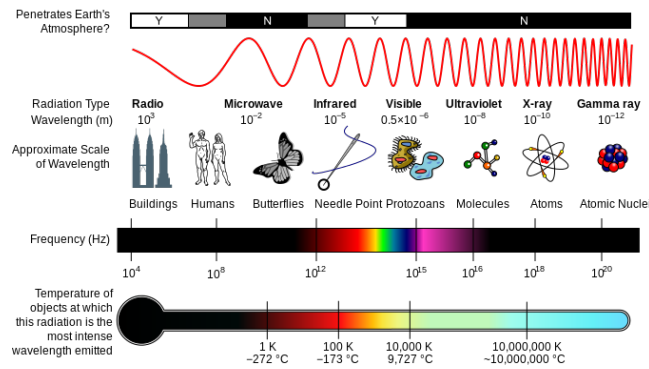 Penetrates Earth's
Atmosphere?
Y N Y N
Radiation Type
Radio Microwave Infrared Visible Ultraviolet X-ray Gamma ray
Wavelength (m)
10³ 10⁻² 10⁻⁵ 0.5×10⁻⁶ 10⁻⁸ 10⁻¹⁰ 10⁻¹²
Approximate Scale
of Wavelength
Buildings Humans Butterflies Needle Point Protozoans Molecules Atoms Atomic Nuclei
Frequency (Hz)
10⁴ 10⁸ 10¹² 10¹⁵ 10¹⁶ 10¹⁸ 10²⁰
Temperature of
objects at which
this radiation is the
most intense
wavelength emitted
1 K 100 K 10,000 K 10,000,000 K
−272 °C −173 °C 9,727 °C ~10,000,000 °C